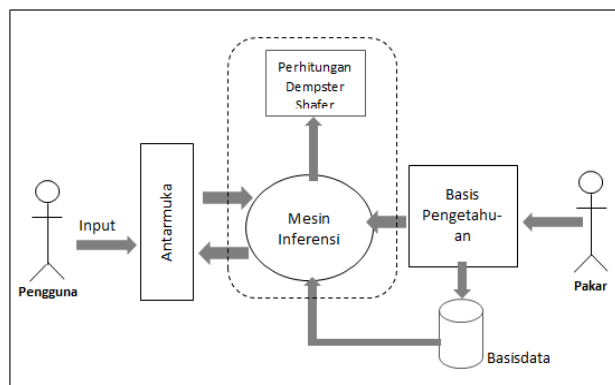 Perhitungan
Dempster
Shafer
Input
Antarmuka
Mesin
Inferensi
Basis
Pengetahu-
an
Pengguna
Pakar
Basisdata